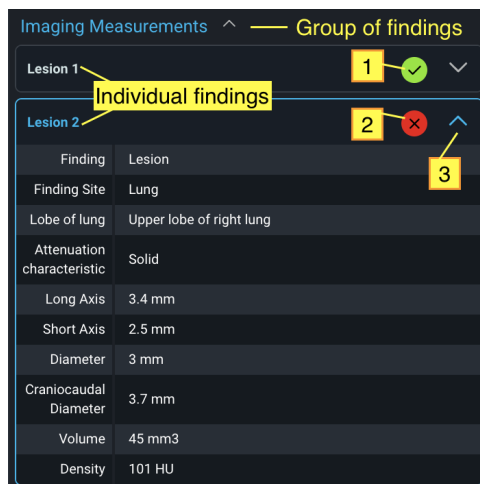 Imaging Measurements Group of findings
Lesion 1 1
Individual findings
Lesion 2 2
3
Finding Lesion
Finding Site Lung
Lobe of lung Upper lobe of right lung
Attenuation
characteristic Solid
Long Axis 3.4 mm
Short Axis 2.5 mm
Diameter 3 mm
Craniocaudal
Diameter 3.7 mm
Volume 45 mm3
Density 101 HU